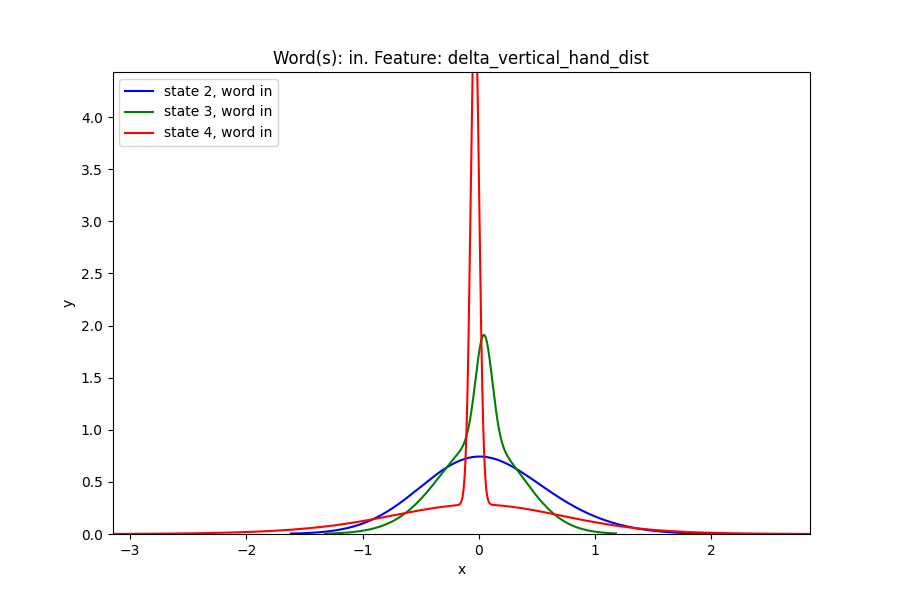 Word(s): in. Feature: delta_vertical_hand_dist
state 2, word in
state 3, word in
state 4, word in
4.0
3.5
3.0
2.5
2.0
1.5
1.0
0.5
0.0
y
−3 −2 −1 0 1 2
x